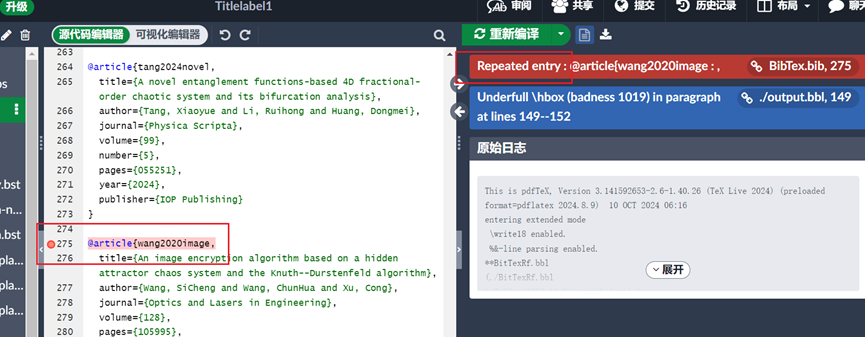 升级
Titlelabel1
审阅
共享
提交
历史记录
布局
聊
源代码编辑器
可视化编辑器
重新编译
263
264 @article{tang2024novel,
265 title={A novel entanglement functions-based 4D fractional-
order chaotic system and its bifurcation analysis},
266 author={Tang, Xiaoyue and Li, Ruihong and Huang, Dongmei},
267 journal={Physica Scripta},
268 volume={99},
269 number={5},
270 pages={055251},
271 year={2024},
272 publisher={IOP Publishing}
273 }
274
275 @article{wang2020image,
276 title={An image encryption algorithm based on a hidden
attractor chaos system and the Knuth--Durstenfeld algorithm},
277 author={Wang, SiCheng and Wang, ChunHua and Xu, Cong},
278 journal={Optics and Lasers in Engineering},
279 volume={128},
280 pages={105995},
.bst
.bst
pla
pla
pla
Repeated entry : @article{wang2020image : ,
BibTex.bib, 275
Underfull \hbox (badness 1019) in paragraph
at lines 149--152
./output.bbl, 149
原始日志
This is pdfTeX, Version 3.141592653-2.6-1.40.26 (TeX Live 2024) (preloaded
format=pdflatex 2024.8.9) 10 OCT 2024 06:16
entering extended mode
\write18 enabled.
%&-line parsing enabled.
**BitTexRf.bbl
(./BitTexRf.bbl
展开